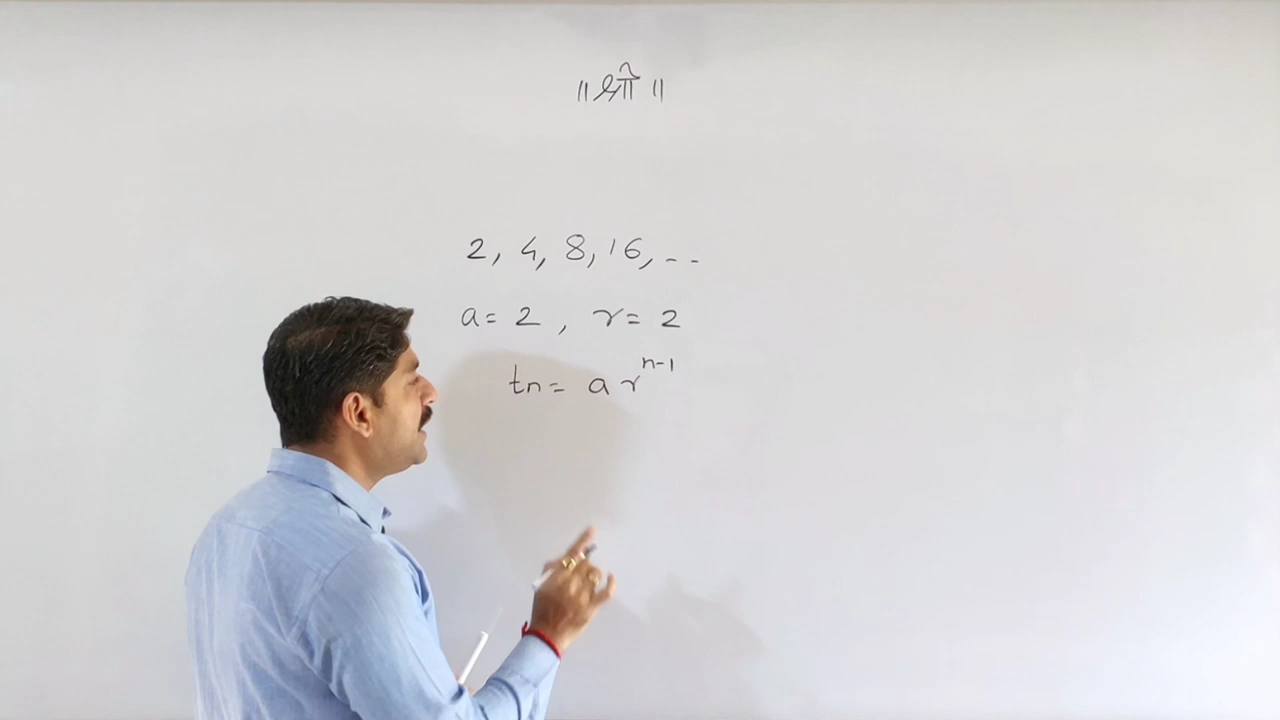 ॥ श्री ॥
2, 4, 8, 16, ...
a = 2 , r = 2
tn = a r^{n-1}